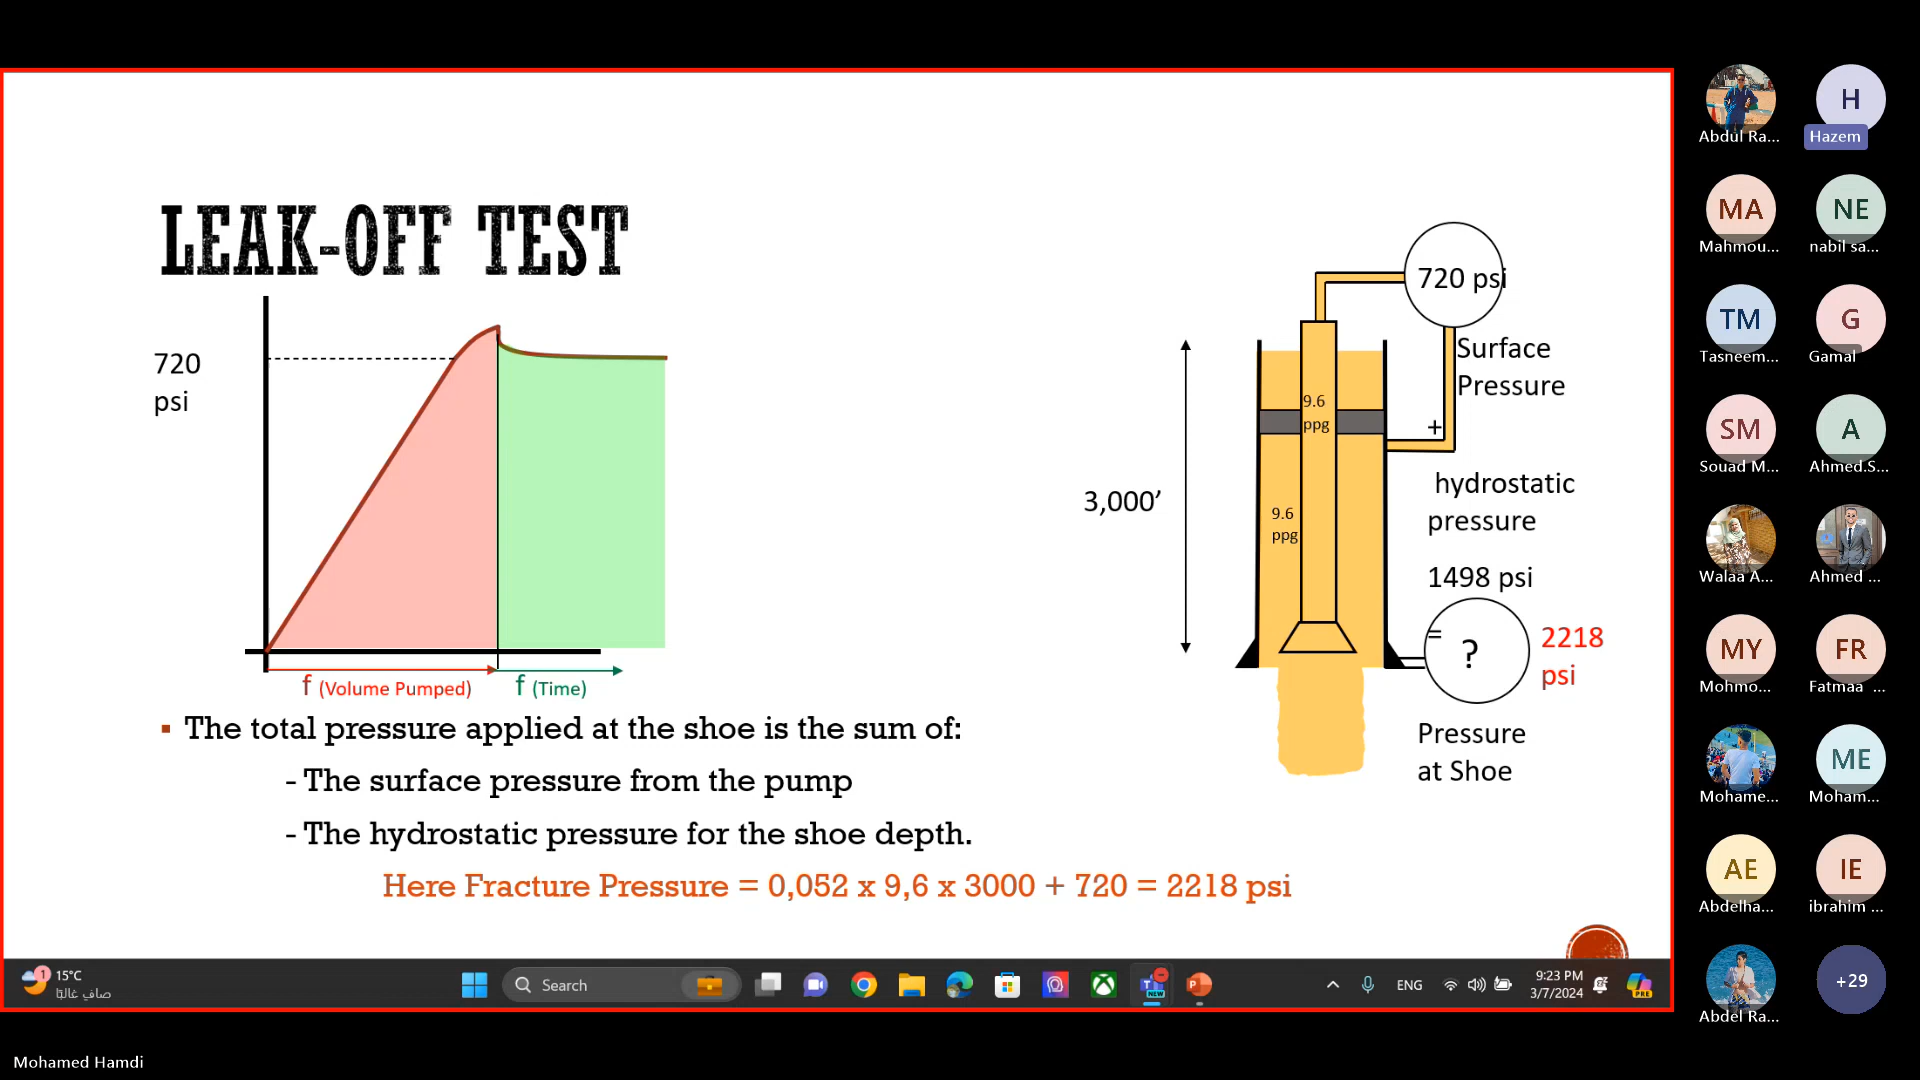 LEAK-OFF TEST
720
psi
f (Volume Pumped)
f (Time)
3,000’
9.6
ppg
9.6
ppg
720 psi
Surface
Pressure
+
hydrostatic
pressure
1498 psi
=
?
2218
psi
Pressure
at Shoe
▪ The total pressure applied at the shoe is the sum of:
- The surface pressure from the pump
- The hydrostatic pressure for the shoe depth.
Here Fracture Pressure = 0,052 x 9,6 x 3000 + 720 = 2218 psi
1
15°C
صافٍ غالبًا
Search
NEW
P
ENG
9:23 PM
3/7/2024
PRE
Abdul Ra...
H
Hazem
MA
Mahmou...
NE
nabil sa...
TM
Tasneem...
G
Gamal
SM
Souad M...
A
Ahmed.S...
Walaa A...
Ahmed ...
MY
Mohmo...
FR
Fatmaa ...
Mohame...
ME
Moham...
AE
Abdelha...
IE
ibrahim ...
Abdel Ra...
+29
Mohamed Hamdi